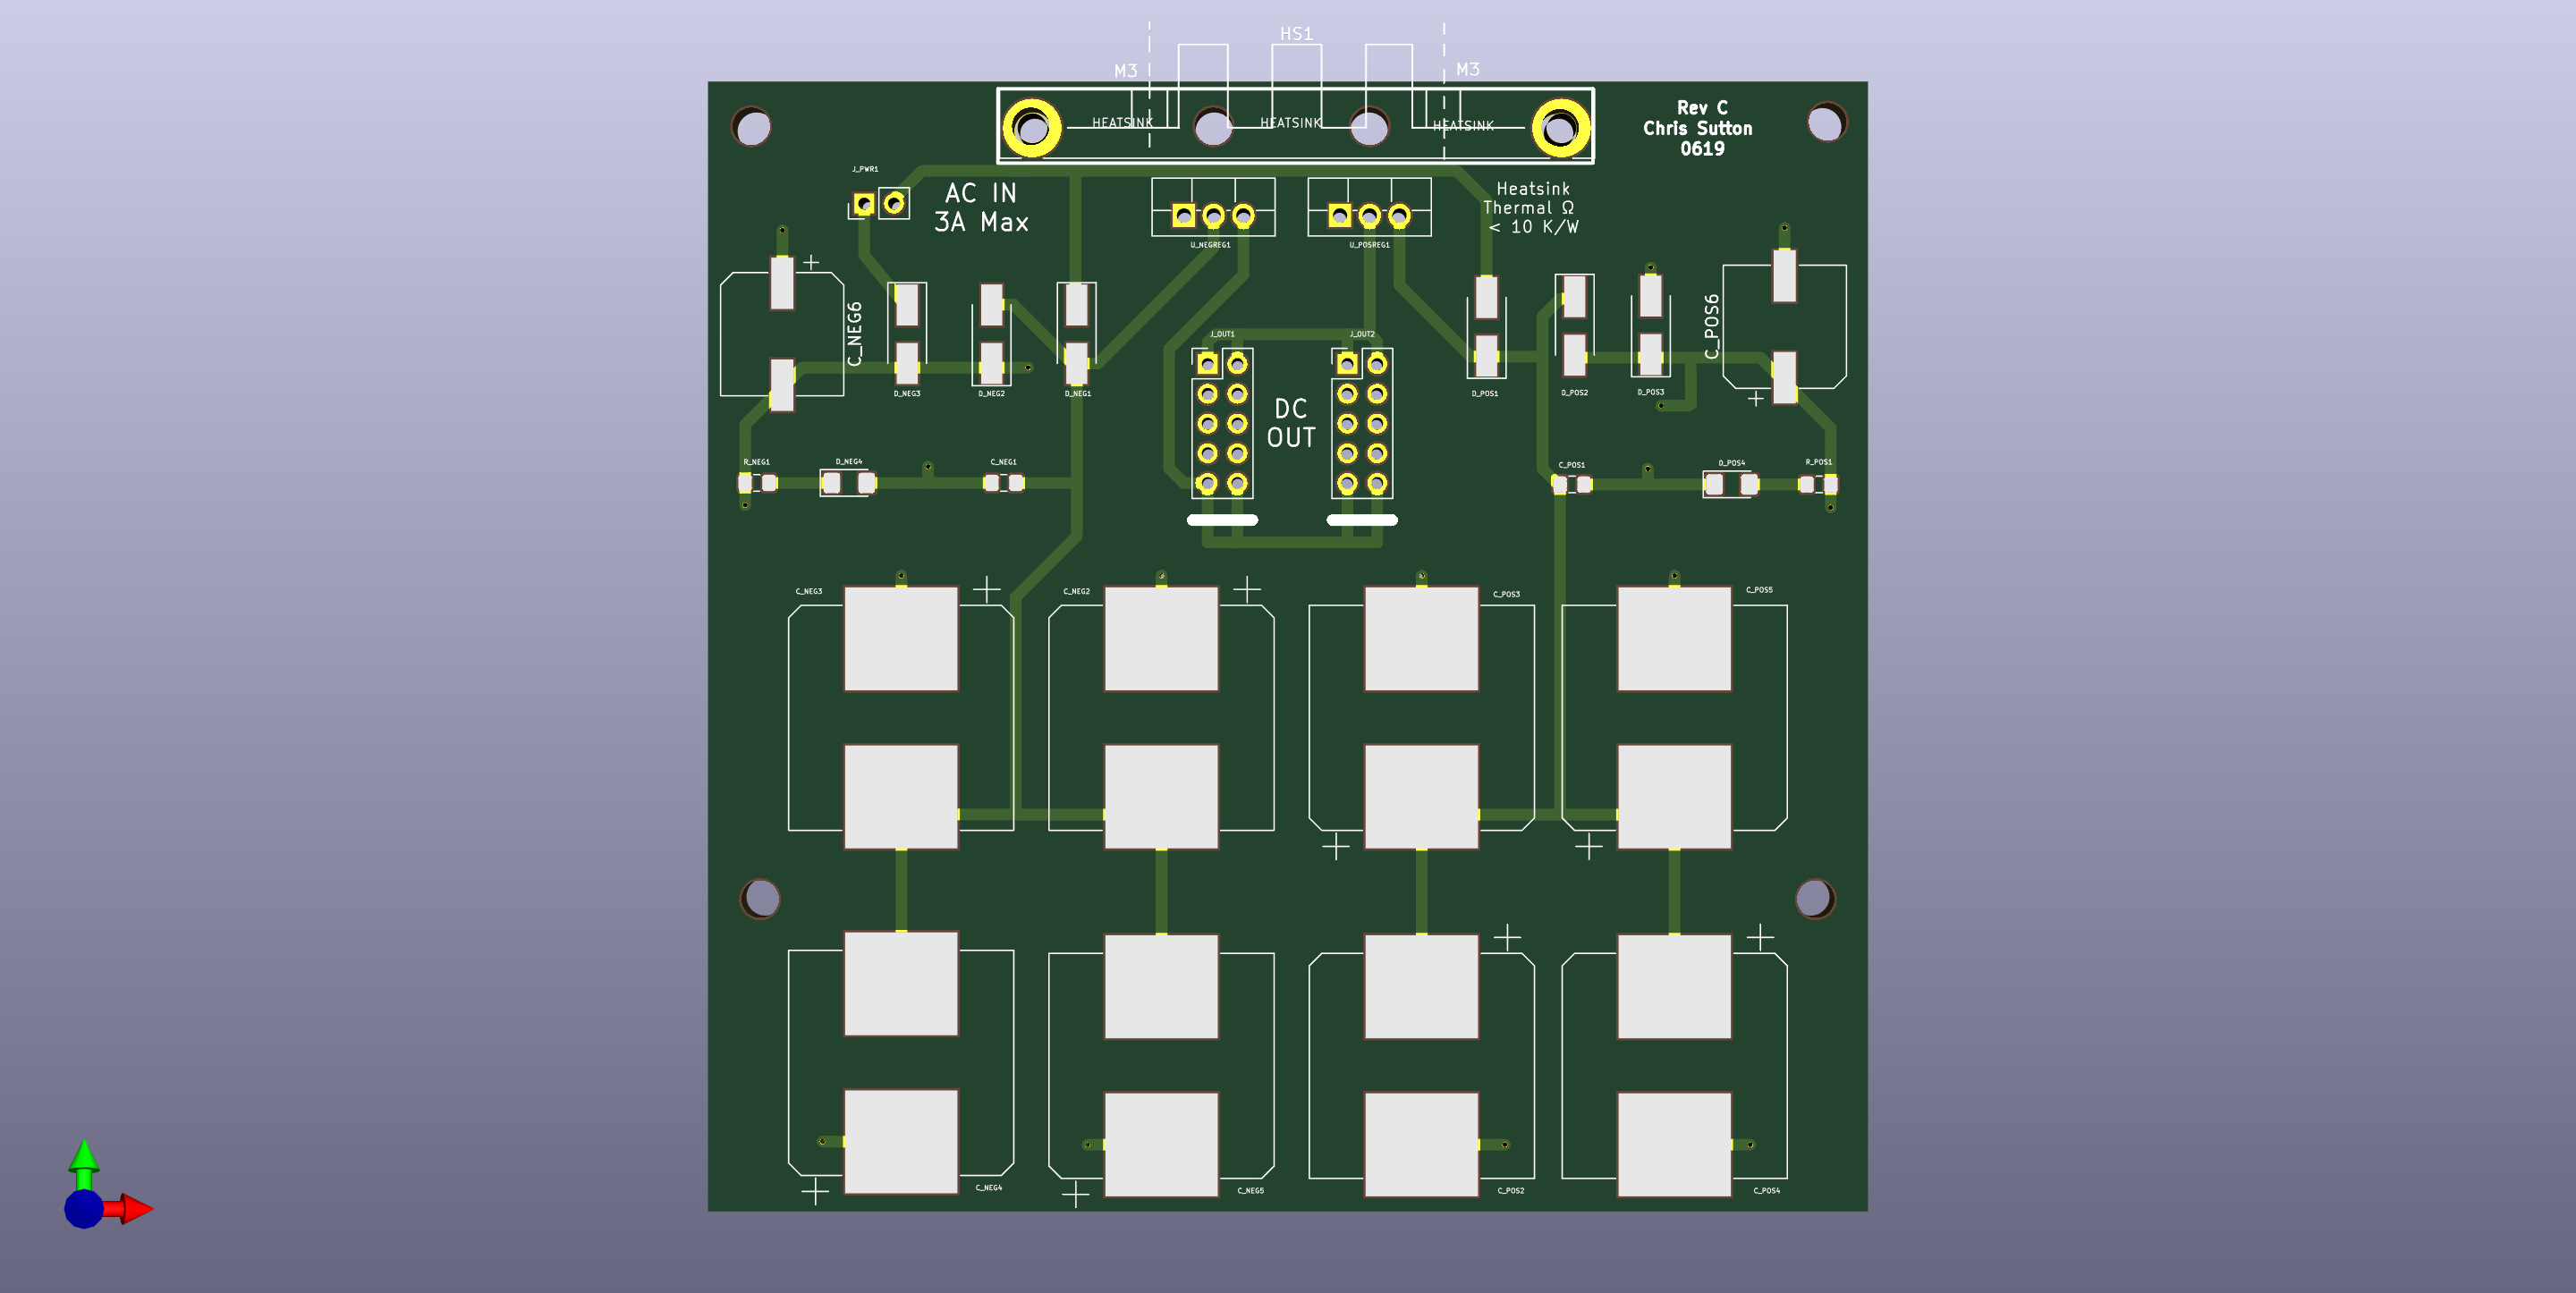 HS1
M3
M3
HEATSINK
HEATSINK
HEATSINK
Rev C
Chris Sutton
0619
J_PWR1
AC IN
3A Max
Heatsink
Thermal Ω
< 10 K/W
U_NEGREG1
U_POSREG1
C_NEG6
C_POS6
J_OUT1
J_OUT2
D_NEG3
D_NEG2
D_NEG1
D_POS1
D_POS2
D_POS3
DC
OUT
R_NEG1
D_NEG4
C_NEG1
C_POS1
D_POS4
R_POS1
C_NEG3
C_NEG2
C_POS3
C_POS5
C_NEG4
C_NEG5
C_POS2
C_POS4